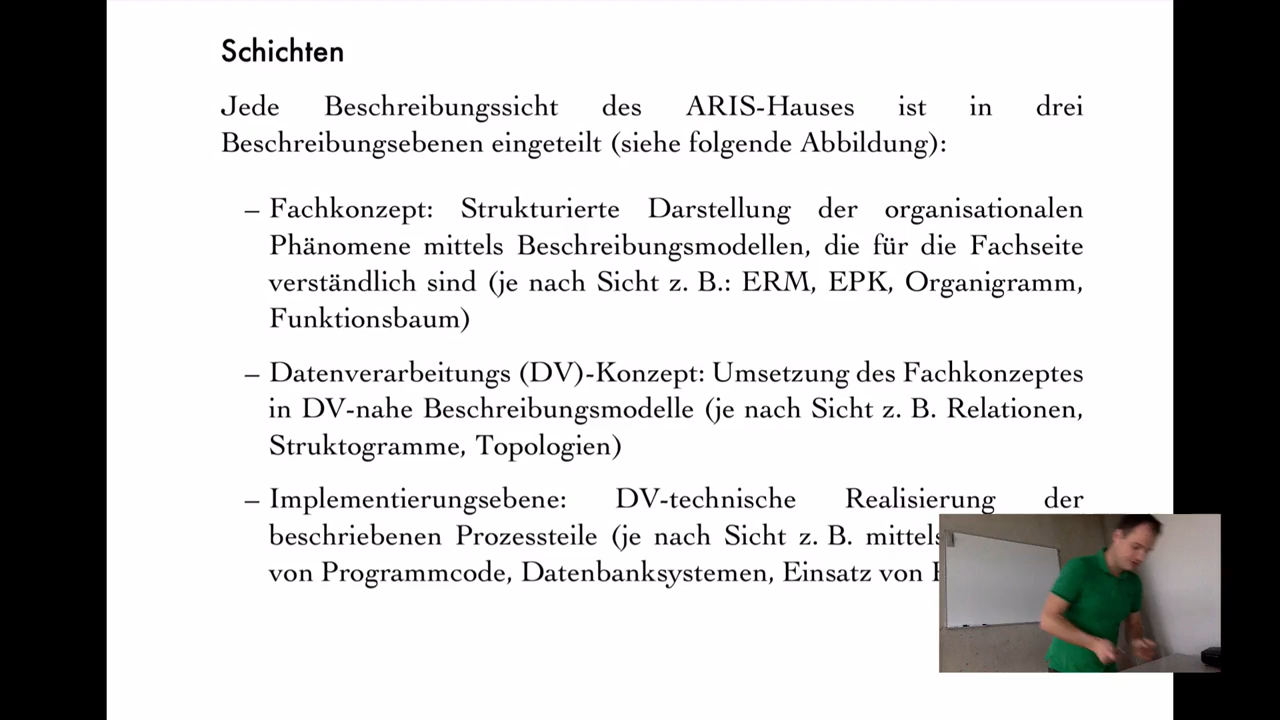 Schichten
Jede Beschreibungssicht des ARIS-Hauses ist in drei
Beschreibungsebenen eingeteilt (siehe folgende Abbildung):
– Fachkonzept: Strukturierte Darstellung der organisationalen
Phänomene mittels Beschreibungsmodellen, die für die Fachseite
verständlich sind (je nach Sicht z. B.: ERM, EPK, Organigramm,
Funktionsbaum)
– Datenverarbeitungs (DV)-Konzept: Umsetzung des Fachkonzeptes
in DV-nahe Beschreibungsmodelle (je nach Sicht z. B. Relationen,
Struktogramme, Topologien)
– Implementierungsebene: DV-technische Realisierung der
beschriebenen Prozessteile (je nach Sicht z. B. mittels
von Programmcode, Datenbanksystemen, Einsatz von